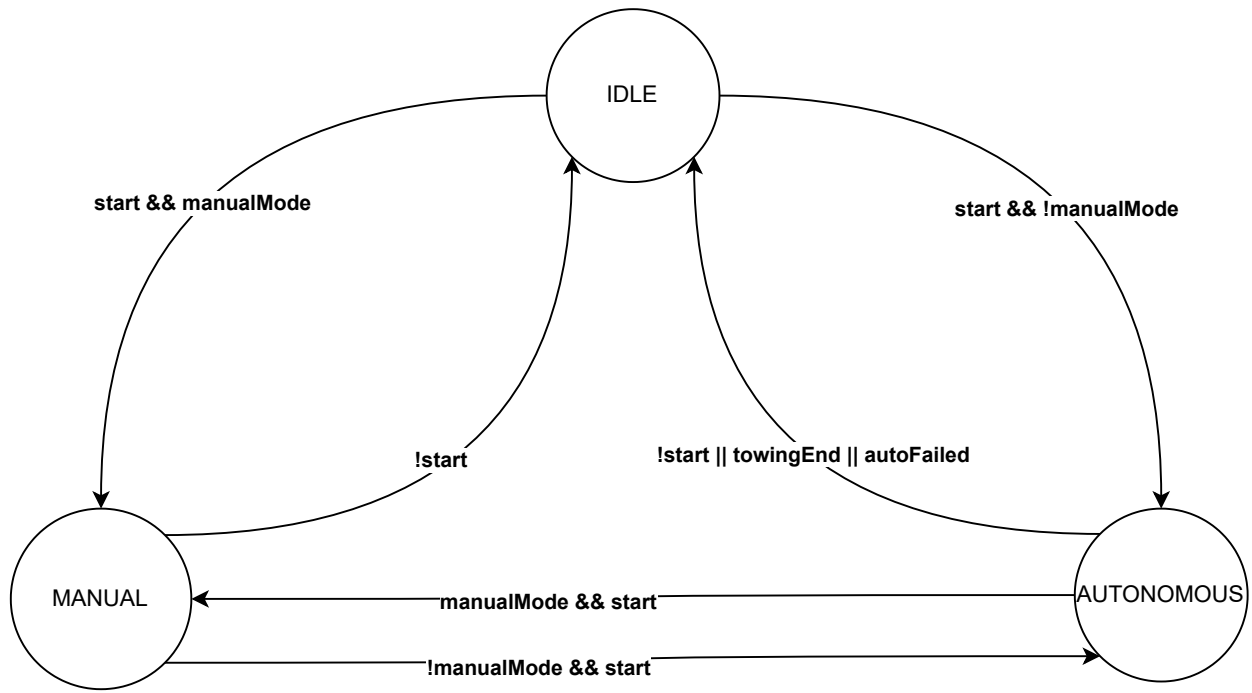 IDLE
start && manualMode
start && !manualMode
!start
!start || towingEnd || autoFailed
MANUAL
manualMode && start
AUTONOMOUS
!manualMode && start